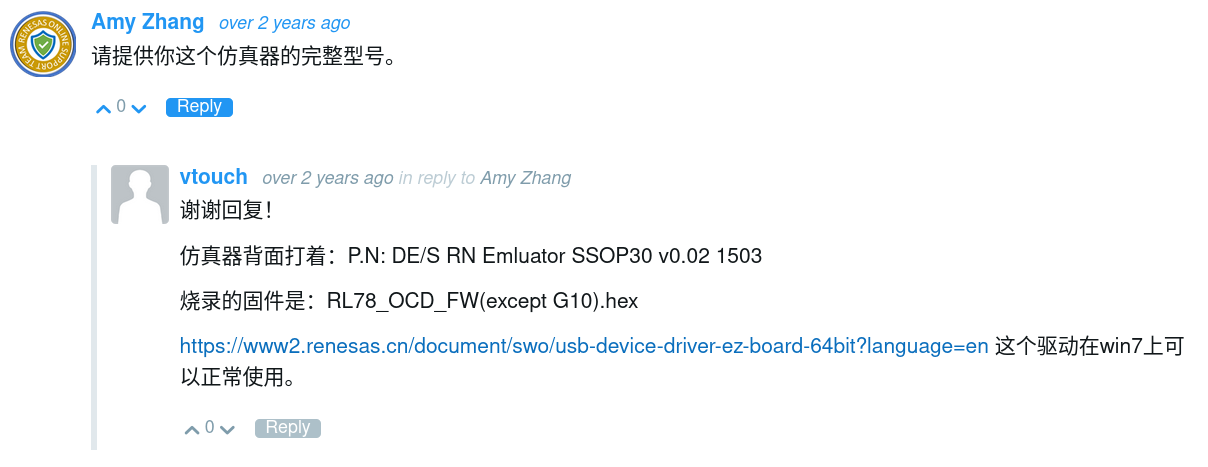 RENESAS ONLINE SUPPORT TEAM
Amy Zhang over 2 years ago
请提供你这个仿真器的完整型号。
0 Reply
vtouch over 2 years ago in reply to Amy Zhang
谢谢回复！
仿真器背面打着：P.N: DE/S RN Emluator SSOP30 v0.02 1503
烧录的固件是：RL78_OCD_FW(except G10).hex
https://www2.renesas.cn/document/swo/usb-device-driver-ez-board-64bit?language=en 这个驱动在win7上可
以正常使用。
0 Reply